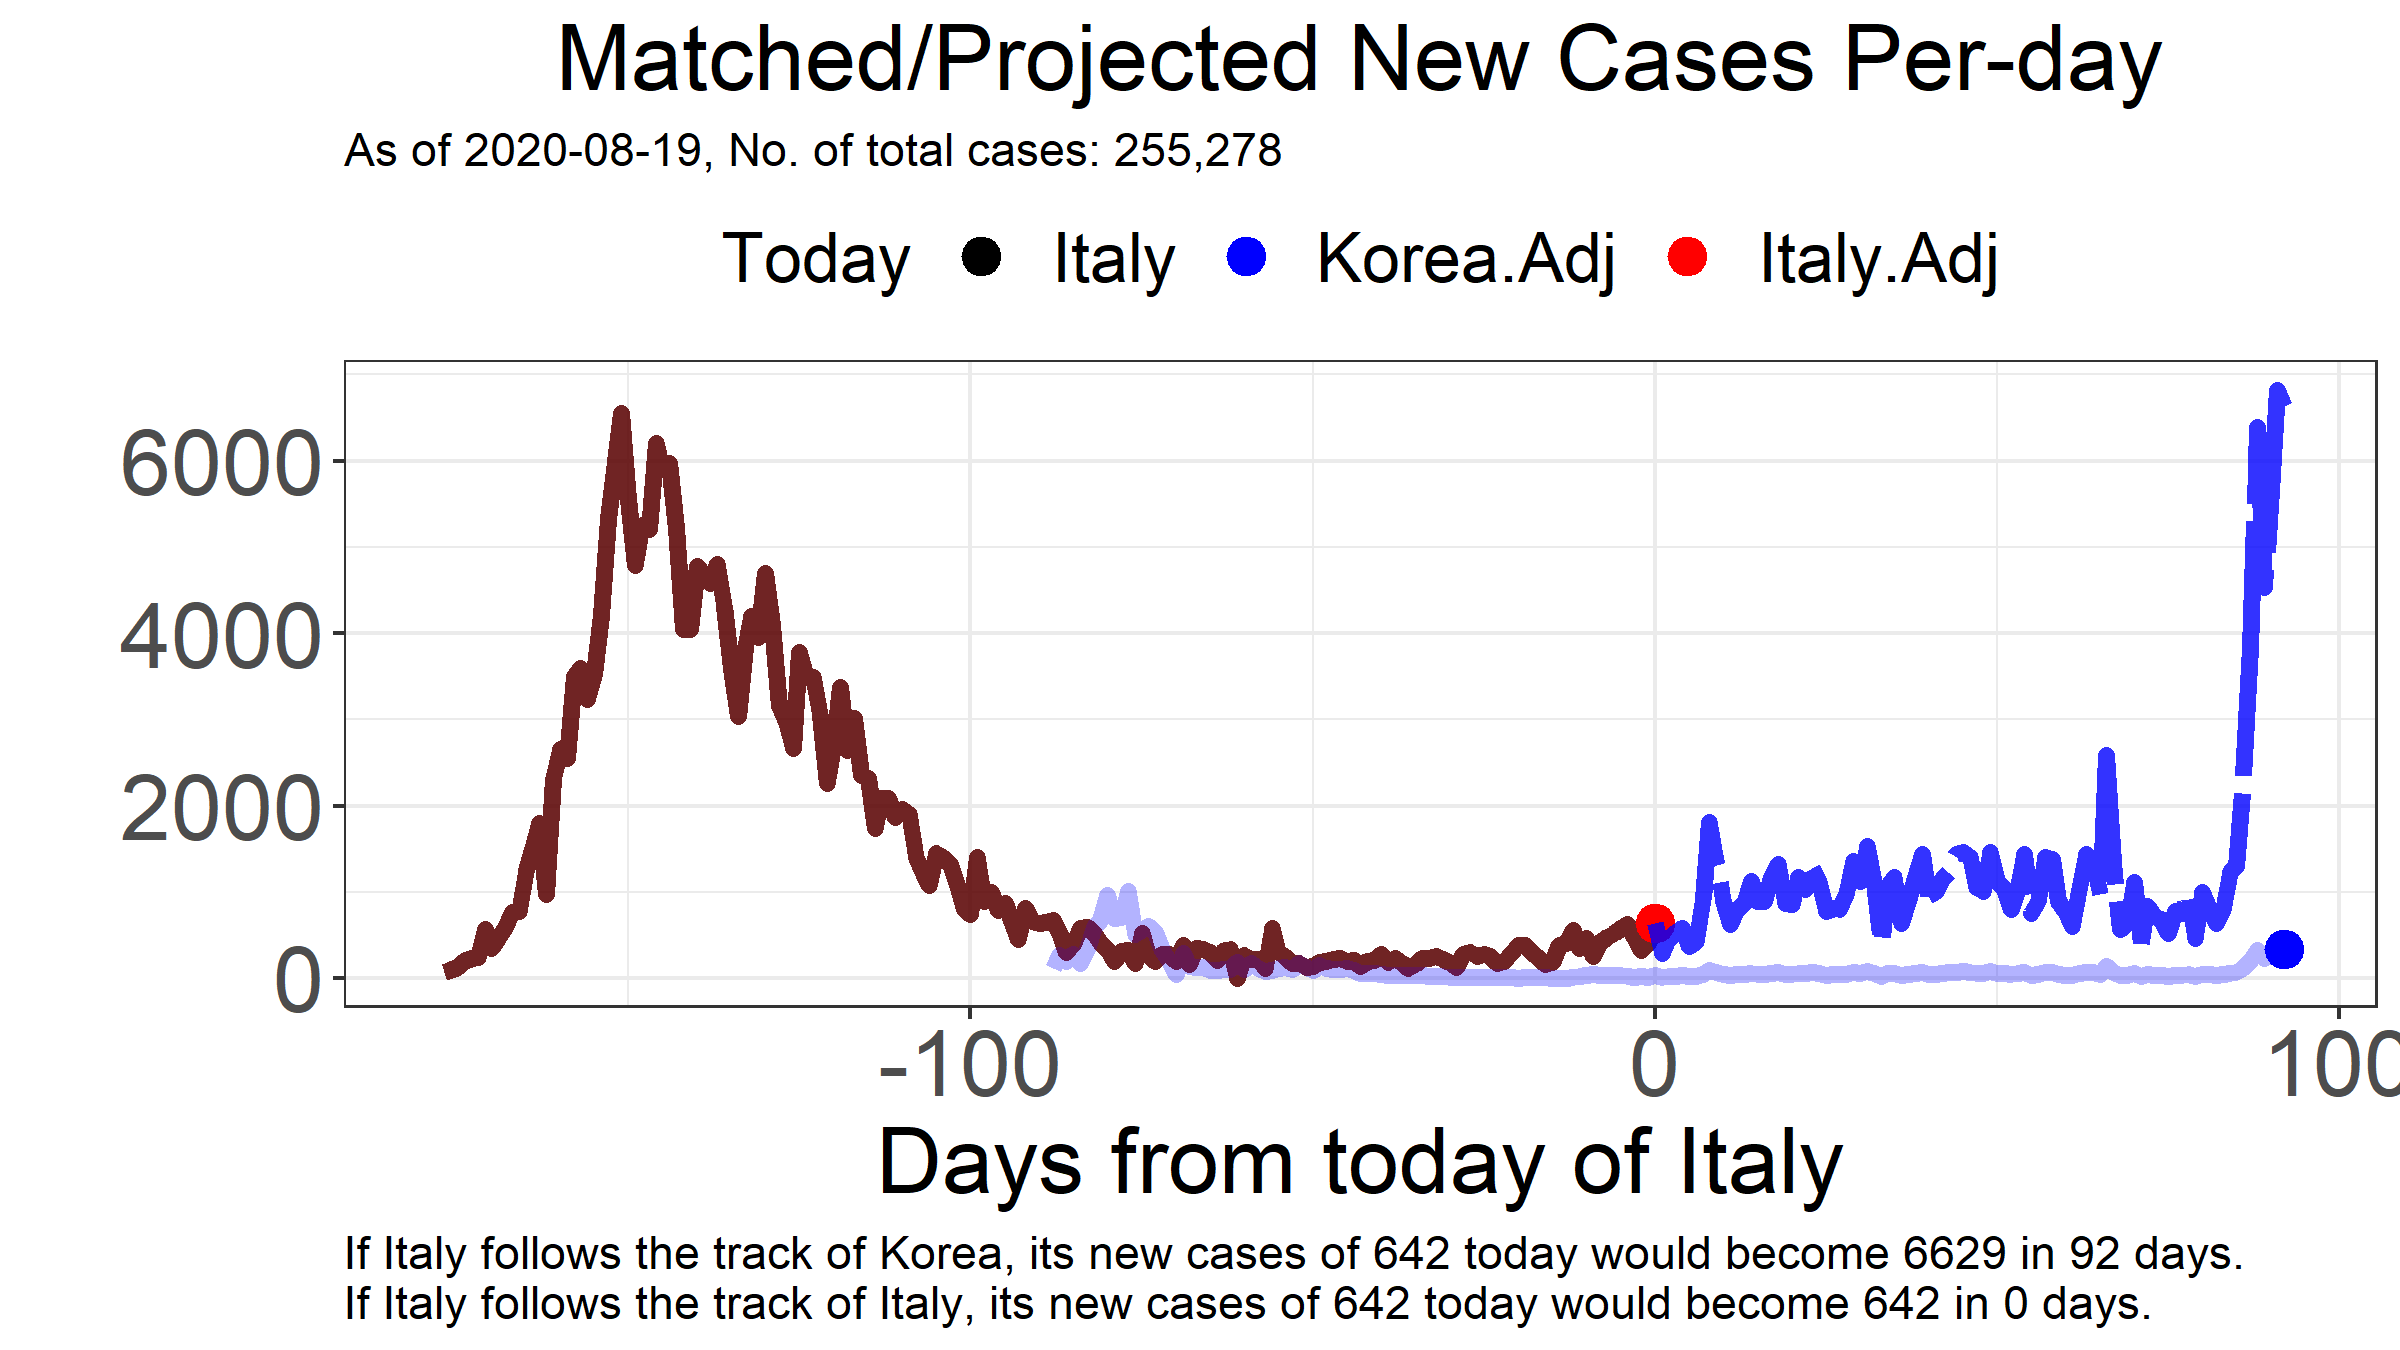 Matched/Projected New Cases Per-day
As of 2020-08-19, No. of total cases: 255,278
Today Italy Korea.Adj Italy.Adj
6000
4000
2000
0
-100 0 100
Days from today of Italy
If Italy follows the track of Korea, its new cases of 642 today would become 6629 in 92 days.
If Italy follows the track of Italy, its new cases of 642 today would become 642 in 0 days.